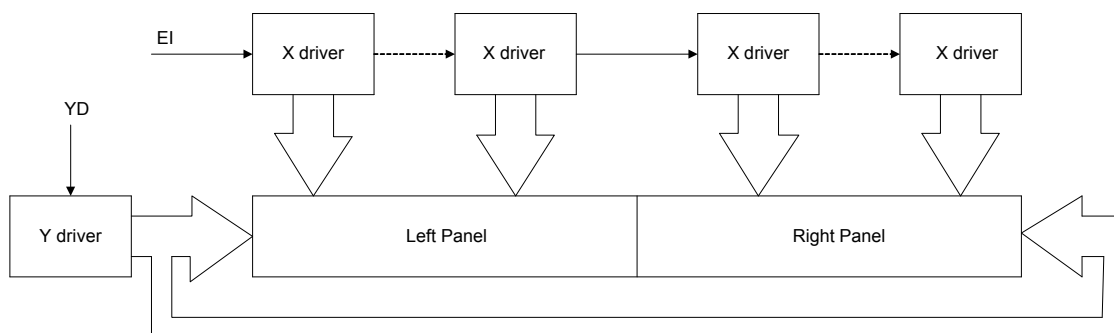 EI
X driver
X driver
X driver
X driver
YD
Y driver
Left Panel
Right Panel